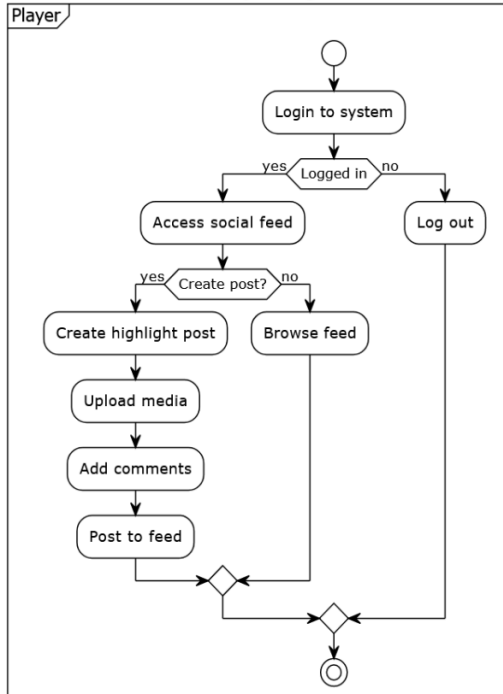 Player
Login to system
yes
Logged in
no
Access social feed
Log out
yes
Create post?
no
Create highlight post
Browse feed
Upload media
Add comments
Post to feed